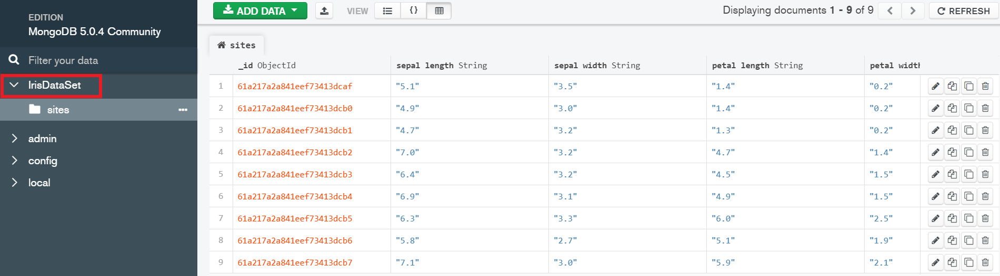 EDITION
MongoDB 5.0.4 Community
Filter your data
IrisDataSet
sites
admin
config
local
ADD DATA VIEW { } Displaying documents 1 - 9 of 9 REFRESH
sites
_id ObjectId sepal length String sepal width String petal length String petal width
1 61a217a2a841eef73413dcaf "5.1" "3.5" "1.4" "0.2"
2 61a217a2a841eef73413dcb0 "4.9" "3.0" "1.4" "0.2"
3 61a217a2a841eef73413dcb1 "4.7" "3.2" "1.3" "0.2"
4 61a217a2a841eef73413dcb2 "7.0" "3.2" "4.7" "1.4"
5 61a217a2a841eef73413dcb3 "6.4" "3.2" "4.5" "1.5"
6 61a217a2a841eef73413dcb4 "6.9" "3.1" "4.9" "1.5"
7 61a217a2a841eef73413dcb5 "6.3" "3.3" "6.0" "2.5"
8 61a217a2a841eef73413dcb6 "5.8" "2.7" "5.1" "1.9"
9 61a217a2a841eef73413dcb7 "7.1" "3.0" "5.9" "2.1"